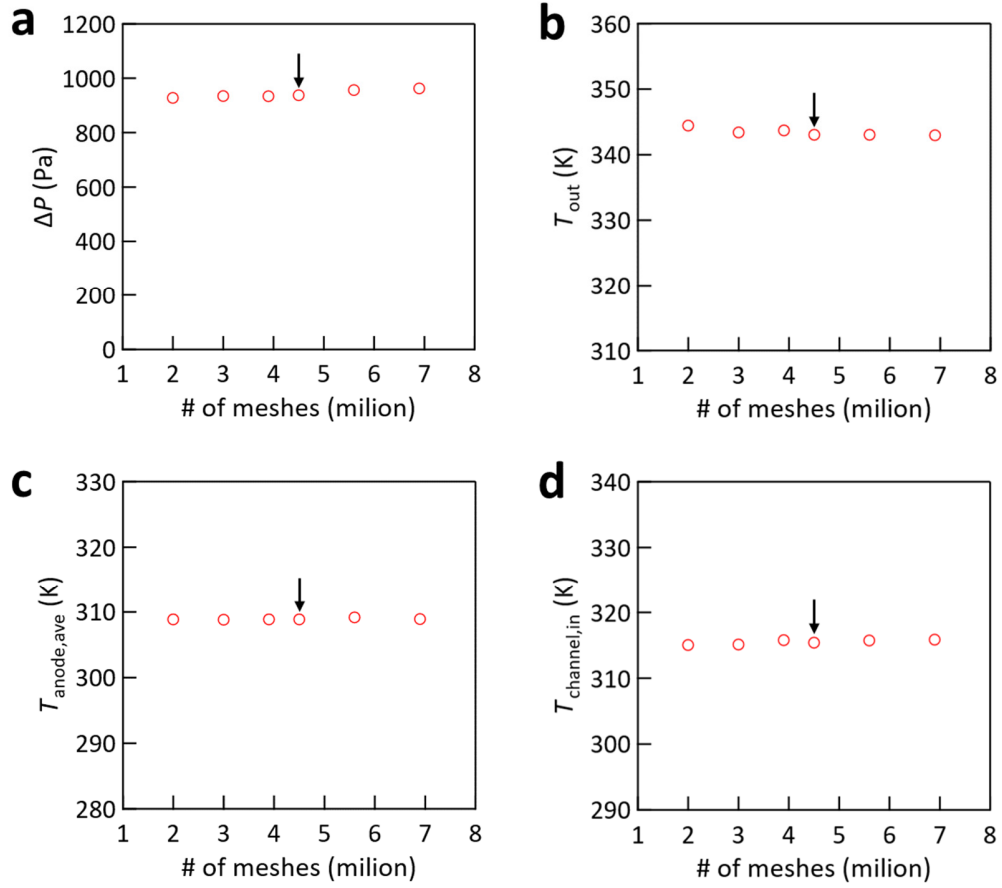 a
1200
1000
800
600
400
200
0
ΔP (Pa)
1 2 3 4 5 6 7 8
# of meshes (milion)
b
360
350
340
330
320
310
Tout (K)
1 2 3 4 5 6 7 8
# of meshes (milion)
c
330
320
310
300
290
280
Tanode,ave (K)
1 2 3 4 5 6 7 8
# of meshes (milion)
d
340
330
320
310
300
290
Tchannel,in (K)
1 2 3 4 5 6 7 8
# of meshes (milion)